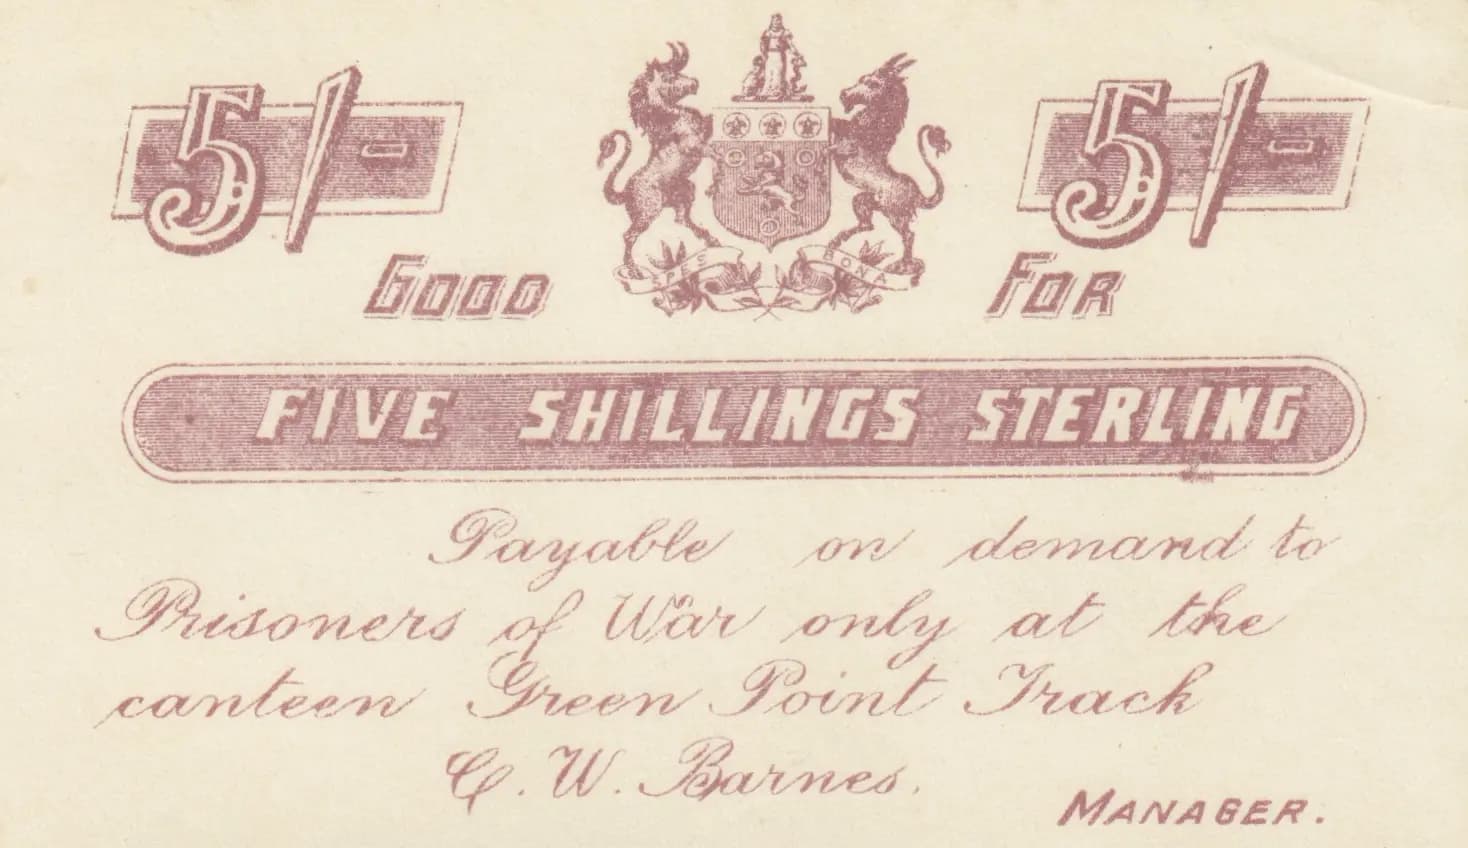 5/- 5/-
SPES BONA
GOOD FOR
FIVE SHILLINGS STERLING
Payable on demand to
Prisoners of War only at the
canteen Green Point Track
C. W. Barnes.
MANAGER.